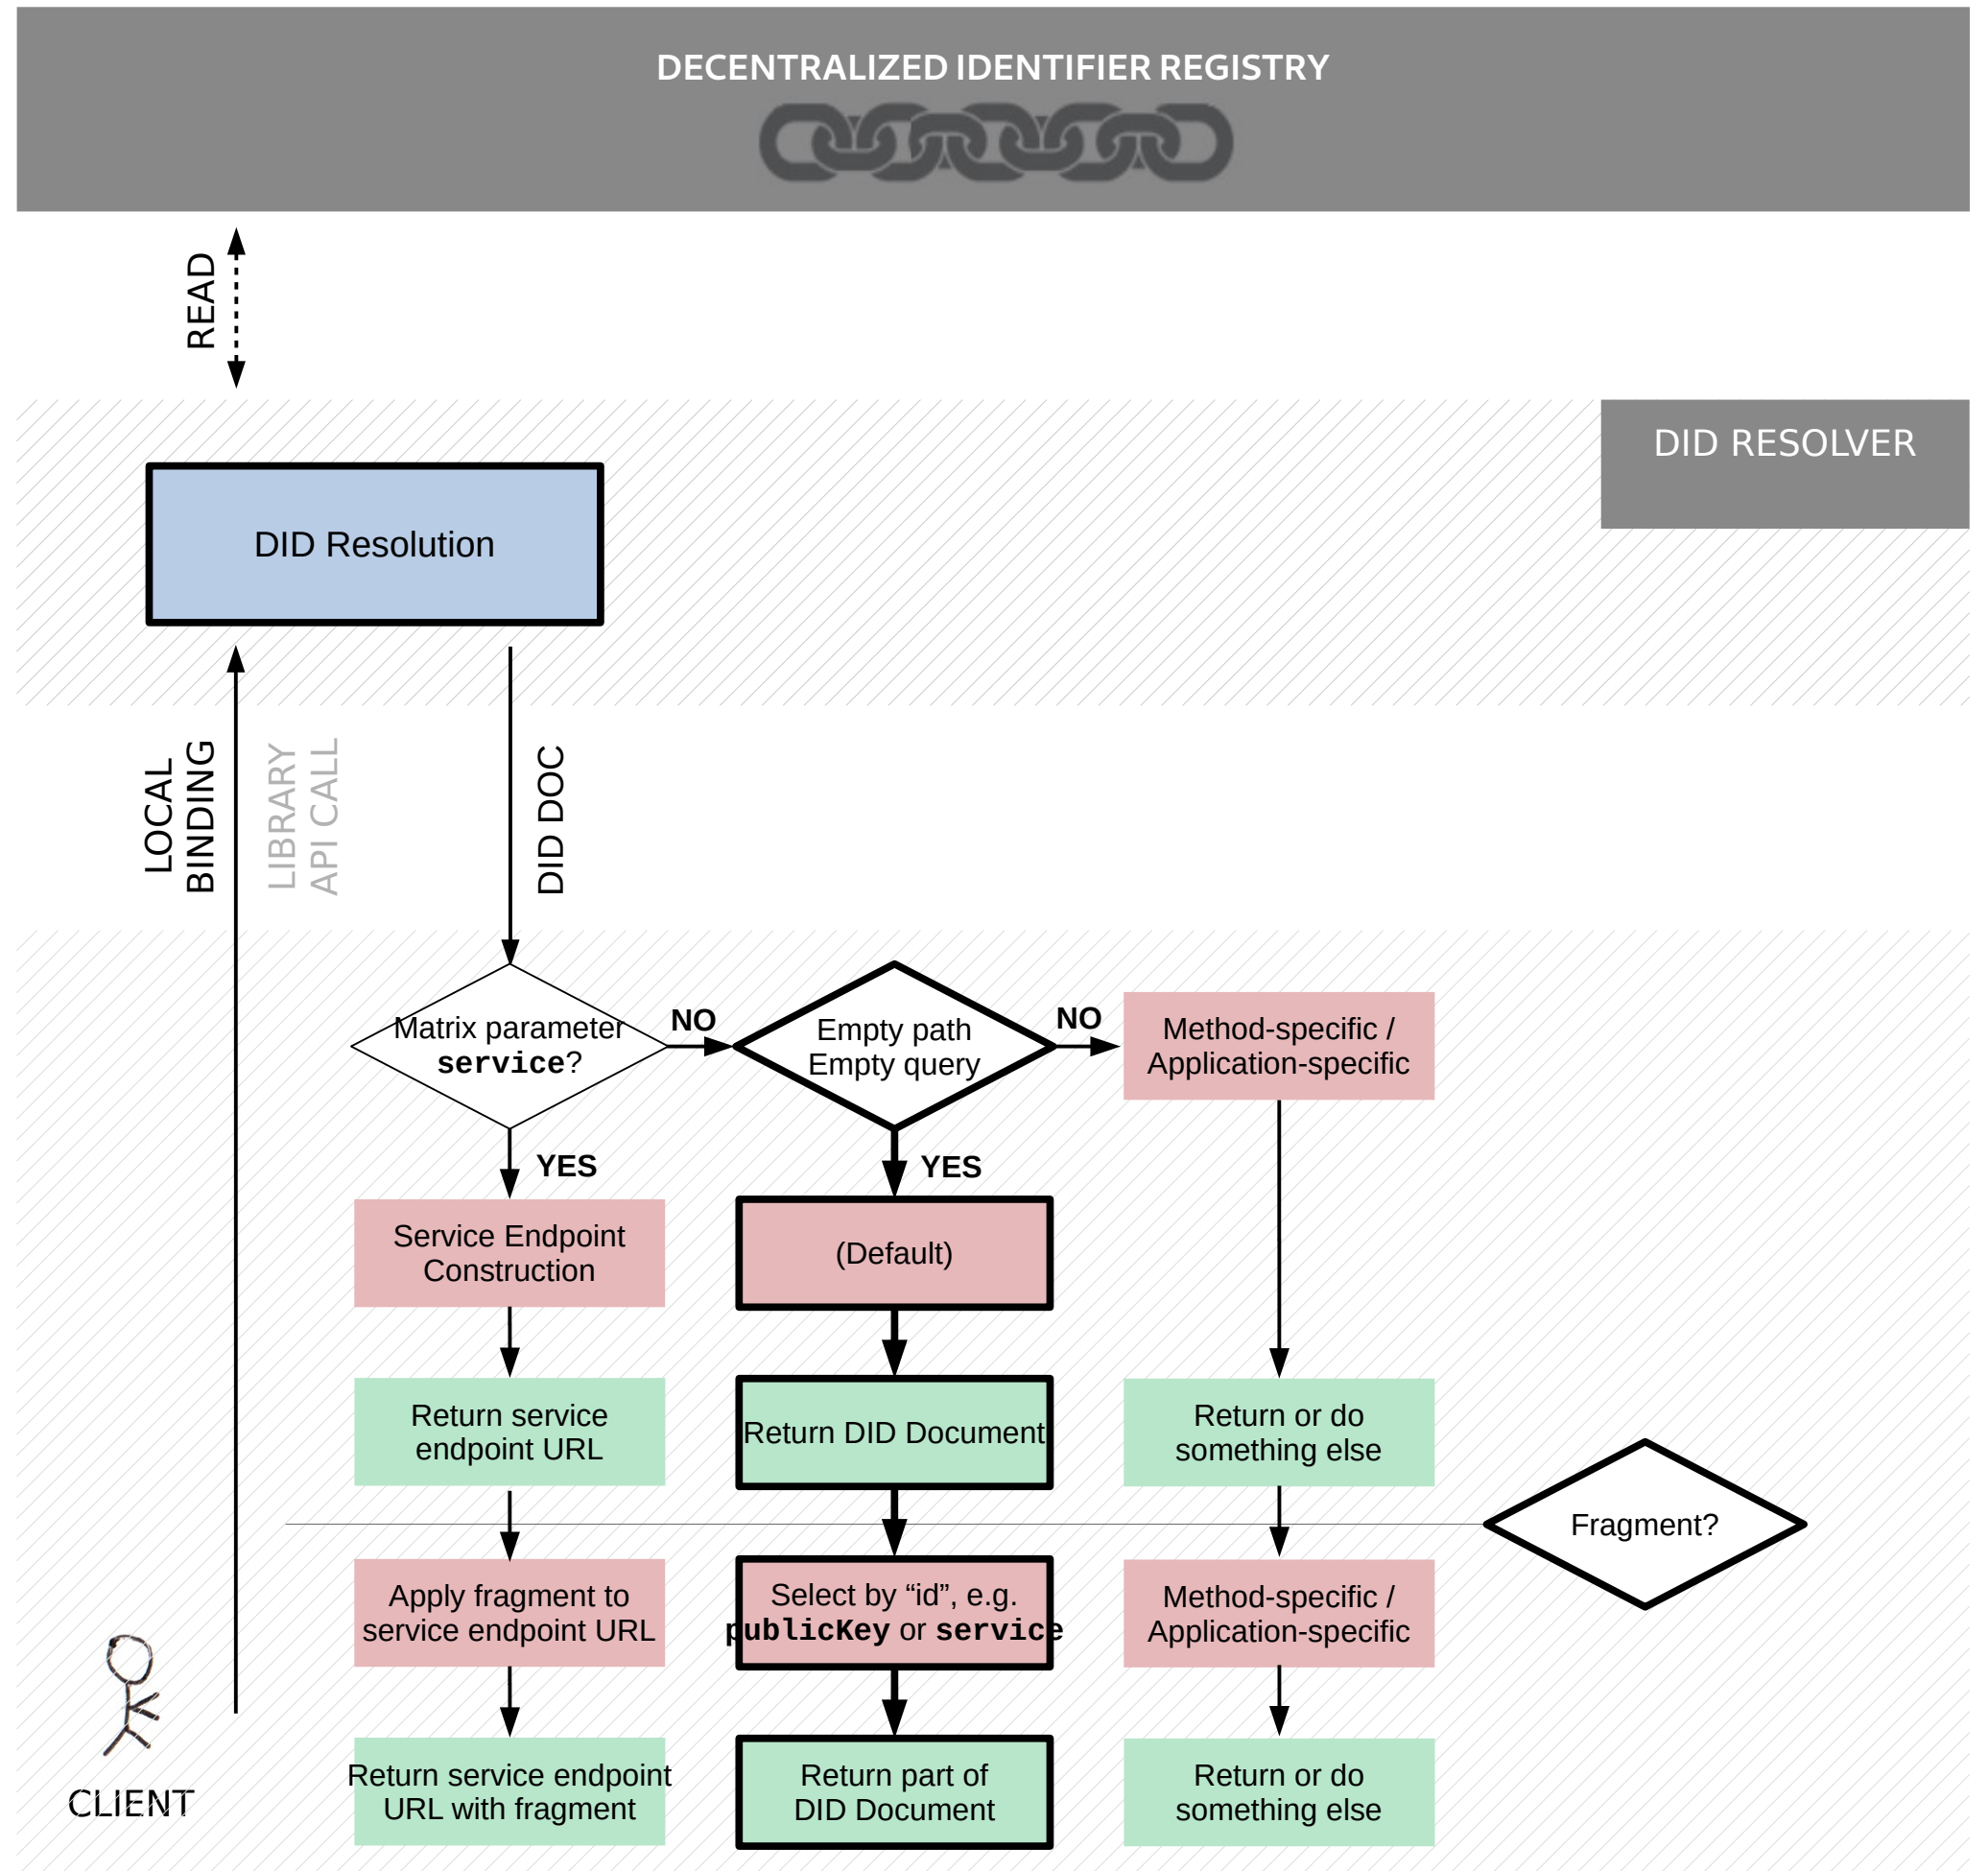 DECENTRALIZED IDENTIFIER REGISTRY
READ
DID RESOLVER
DID Resolution
LOCAL
BINDING
LIBRARY
API CALL
DID DOC
Matrix parameter
service?
NO
Empty path
Empty query
NO
Method-specific /
Application-specific
YES
YES
Service Endpoint
Construction
(Default)
Return service
endpoint URL
Return DID Document
Return or do
something else
Fragment?
Apply fragment to
service endpoint URL
Select by “id”, e.g.
publicKey or service
Method-specific /
Application-specific
CLIENT
Return service endpoint
URL with fragment
Return part of
DID Document
Return or do
something else